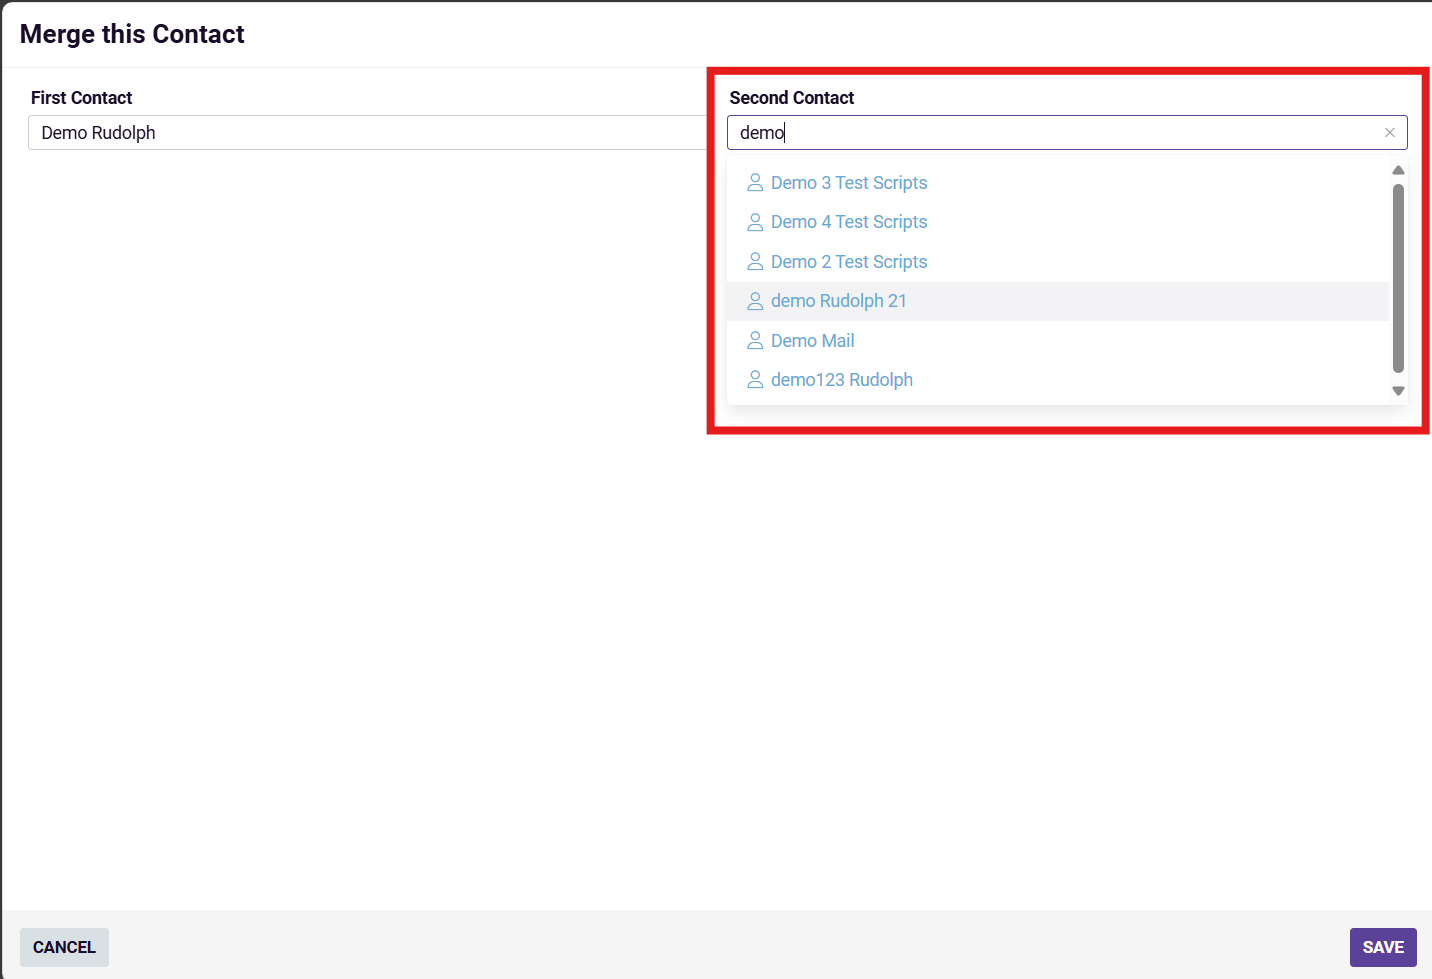 Merge this Contact
First Contact
Demo Rudolph
Second Contact
demo
Demo 3 Test Scripts
Demo 4 Test Scripts
Demo 2 Test Scripts
demo Rudolph 21
Demo Mail
demo123 Rudolph
CANCEL
SAVE